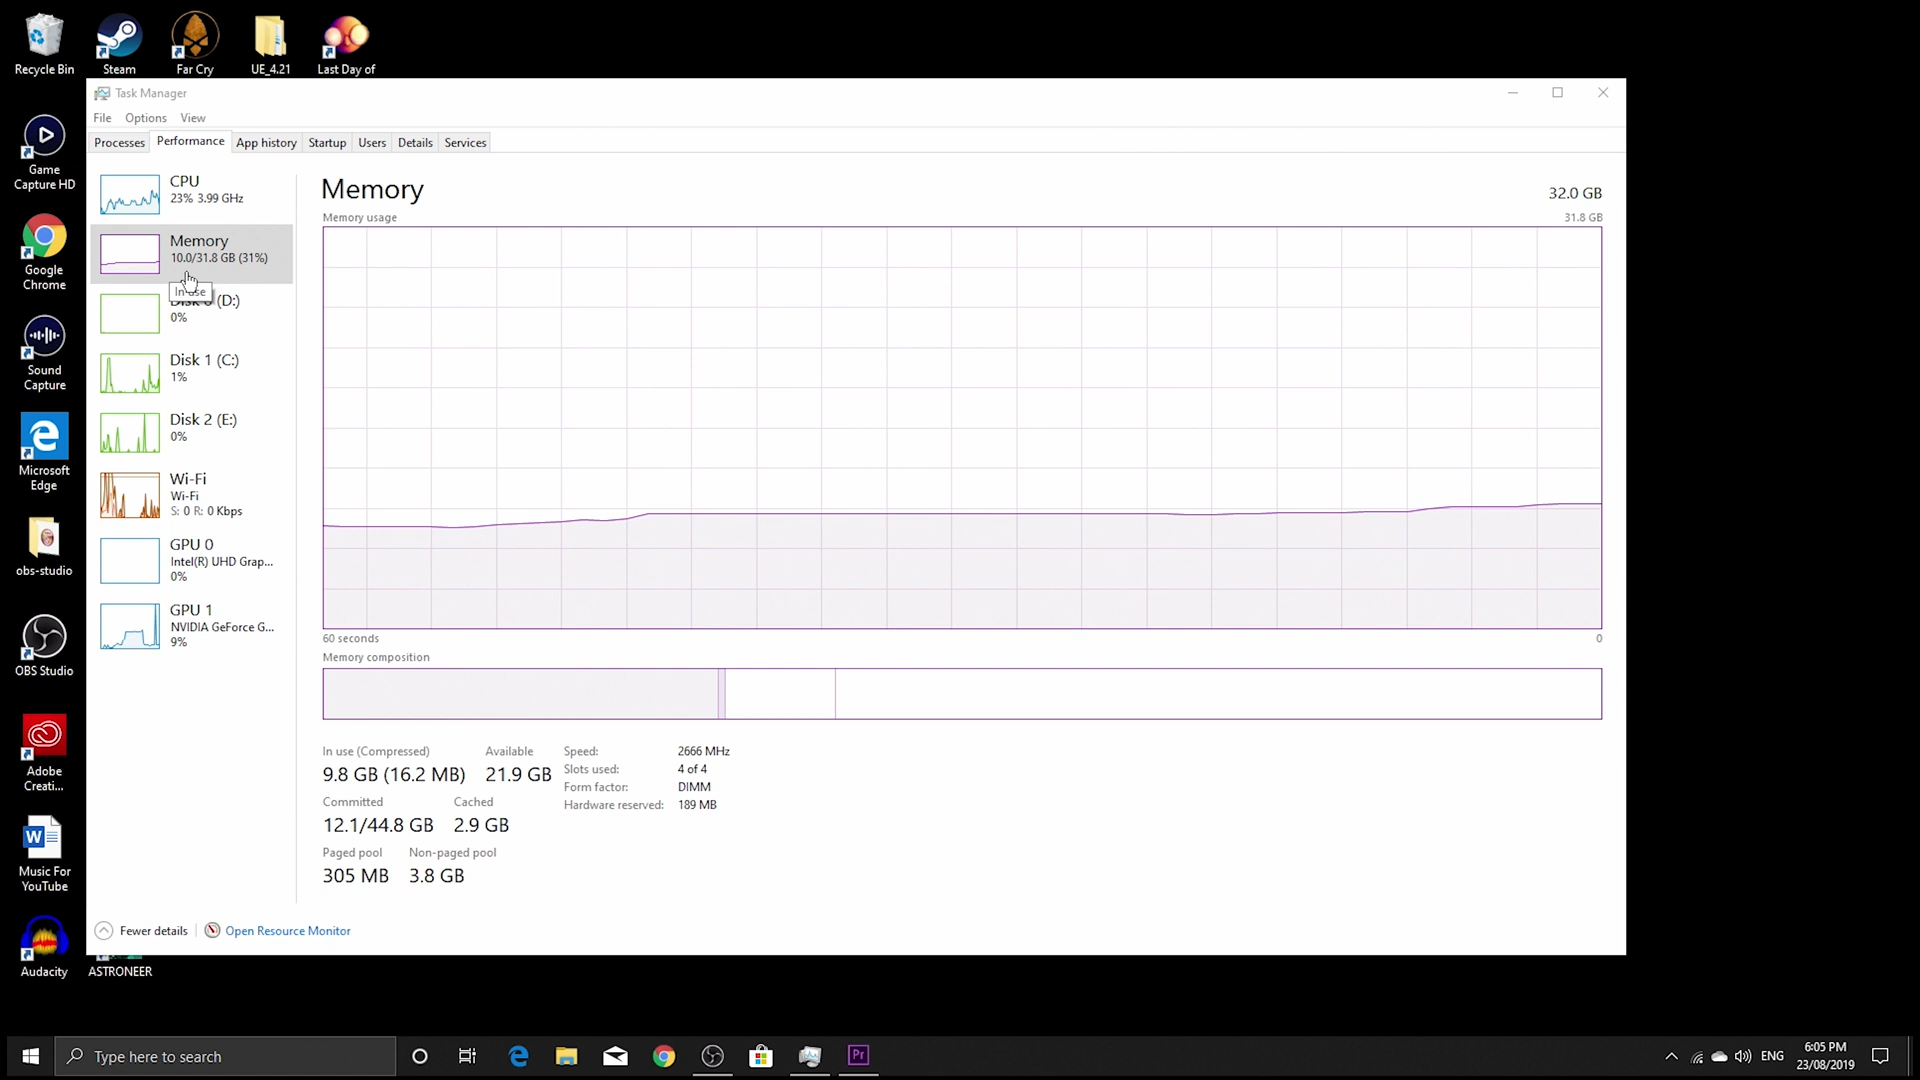 Recycle Bin
Steam
Far Cry
UE_4.21
Last Day of
Game
Capture HD
Google
Chrome
Sound
Capture
Microsoft
Edge
obs-studio
OBS Studio
Adobe
Creati...
Music For
YouTube
Audacity
ASTRONEER
Task Manager
File Options View
Processes Performance App history Startup Users Details Services
CPU
23% 3.99 GHz
Memory
10.0/31.8 GB (31%)
In use
Disk 0 (D:)
0%
Disk 1 (C:)
1%
Disk 2 (E:)
0%
Wi-Fi
Wi-Fi
S: 0 R: 0 Kbps
GPU 0
Intel(R) UHD Grap...
0%
GPU 1
NVIDIA GeForce G...
9%
Memory 32.0 GB
Memory usage 31.8 GB
60 seconds 0
Memory composition
In use (Compressed) Available
9.8 GB (16.2 MB) 21.9 GB
Committed Cached
12.1/44.8 GB 2.9 GB
Paged pool Non-paged pool
305 MB 3.8 GB
Speed: 2666 MHz
Slots used: 4 of 4
Form factor: DIMM
Hardware reserved: 189 MB
Fewer details Open Resource Monitor
Type here to search
Pr
ENG
6:05 PM
23/08/2019